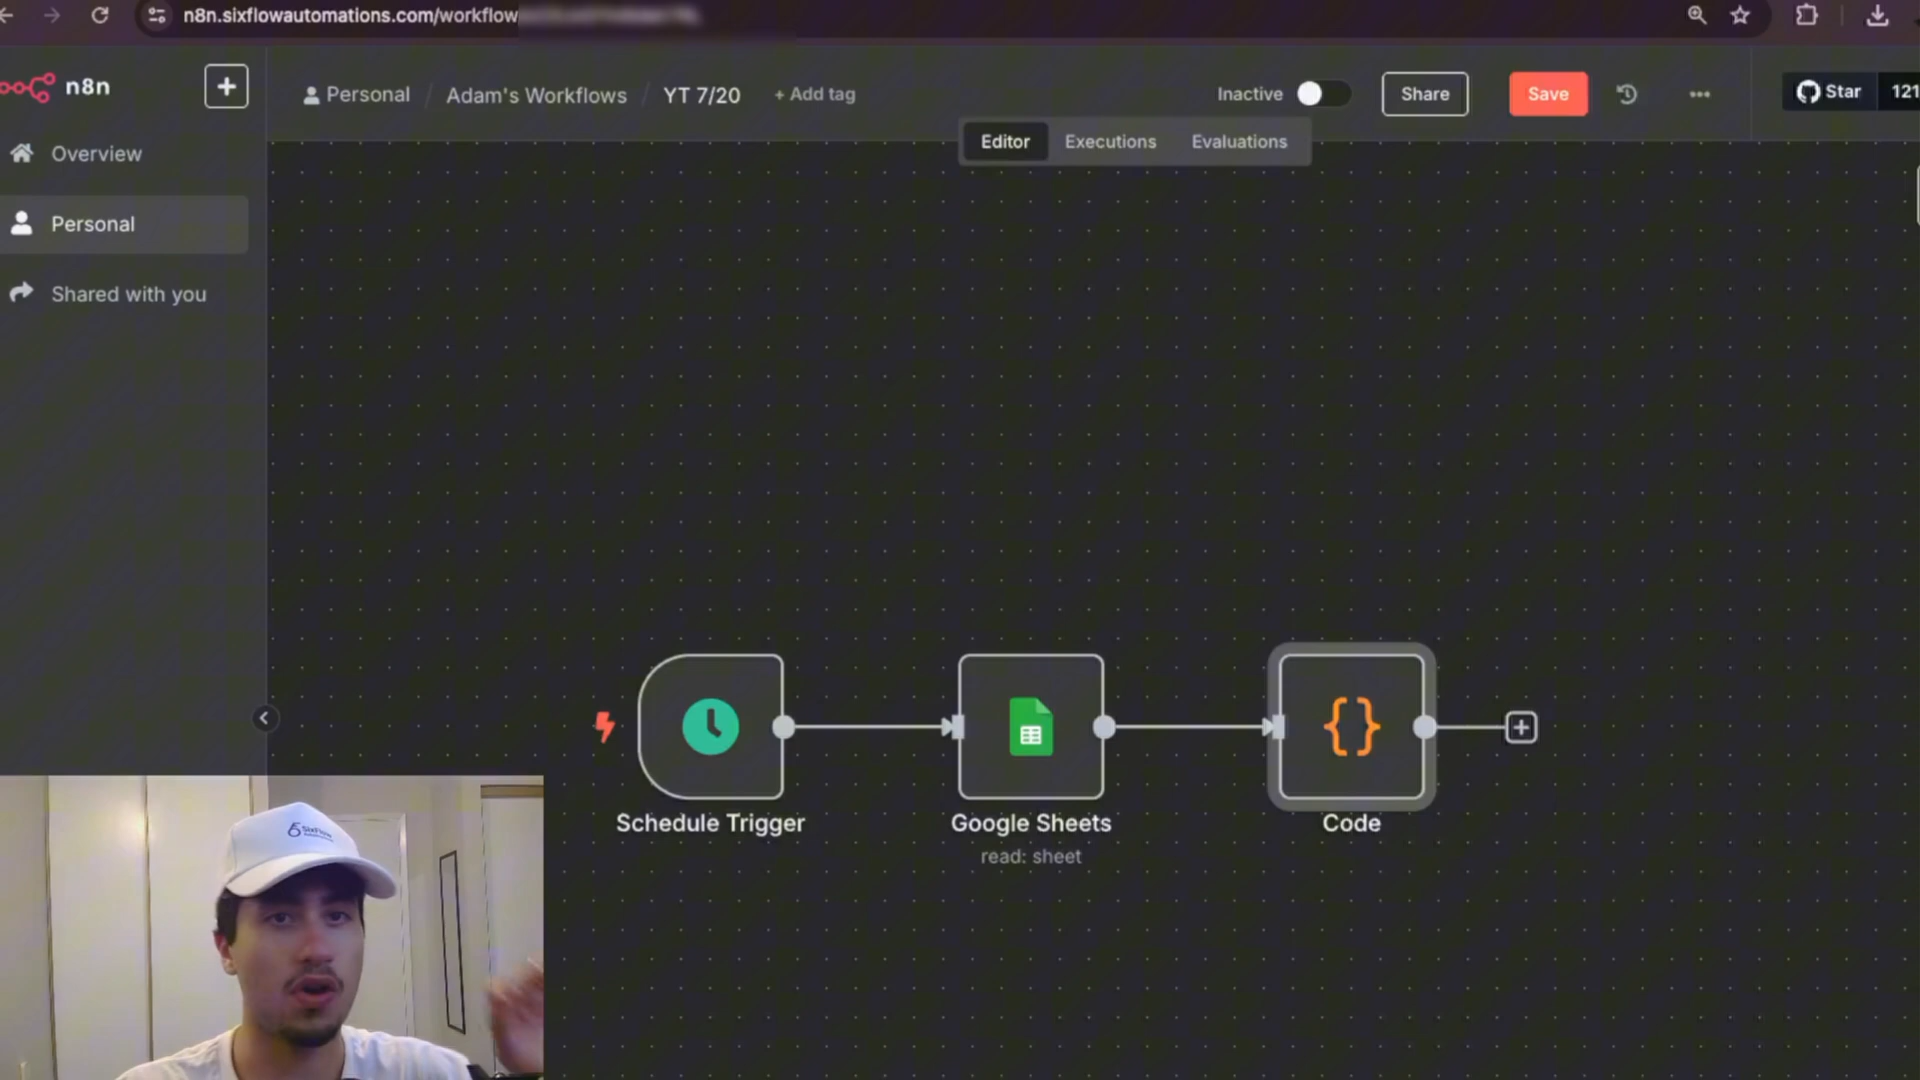 n8n.sixflowautomations.com/workflow
n8n
Personal / Adam's Workflows / YT 7/20 + Add tag
Inactive
Share
Save
Star
121
Editor Executions Evaluations
Overview
Personal
Shared with you
Schedule Trigger
Google Sheets
read: sheet
Code
SixFlow